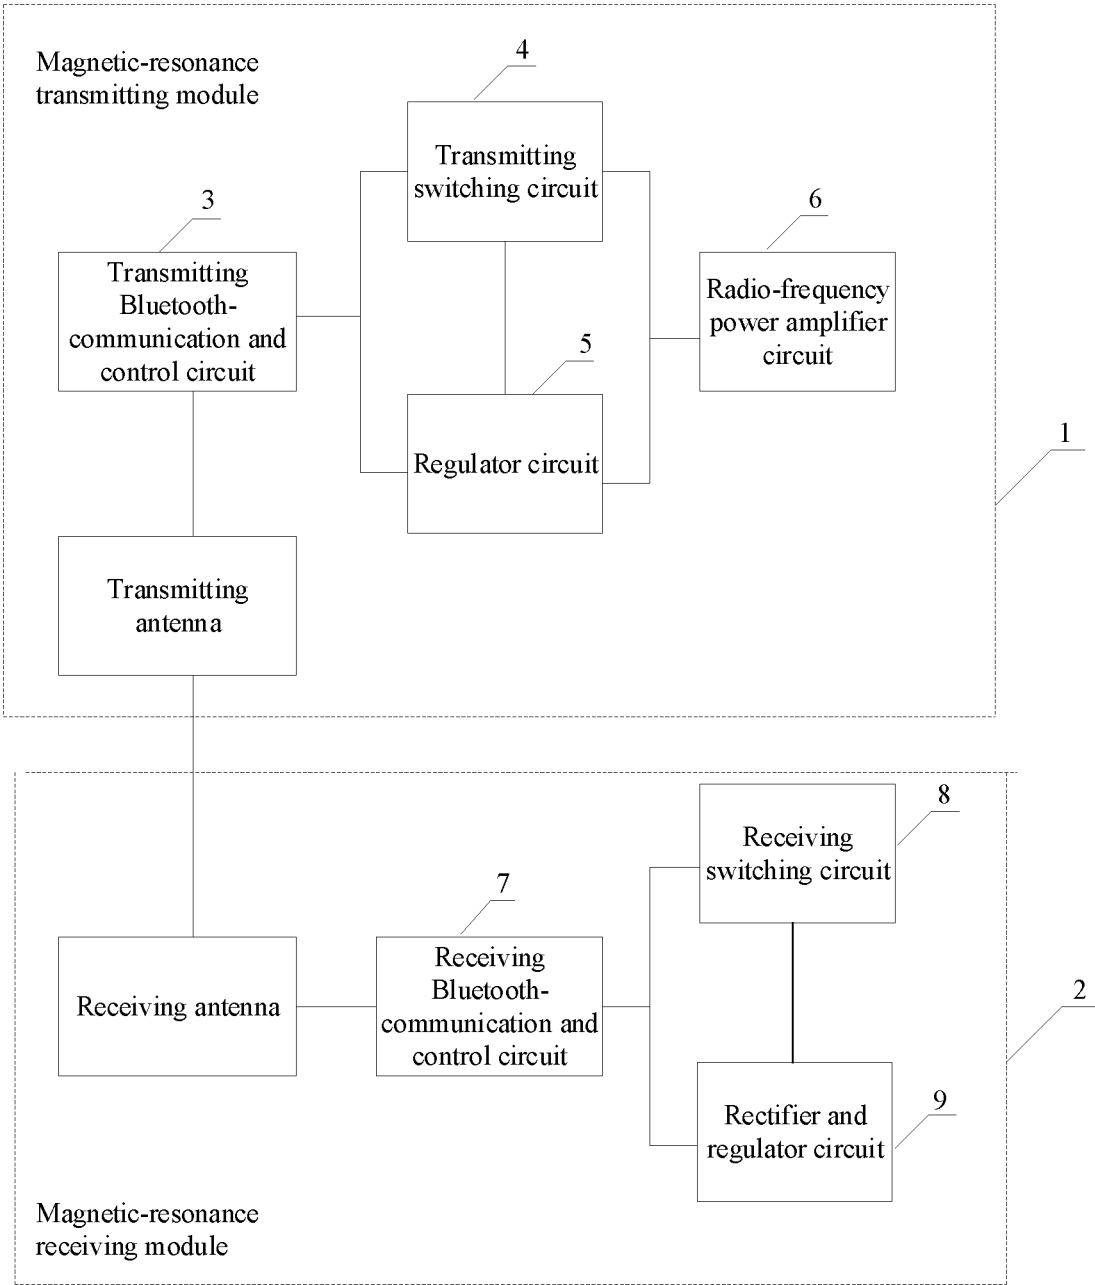 Magnetic-resonance
transmitting module
4
Transmitting
switching circuit
3
Transmitting
Bluetooth-
communication and
control circuit
6
Radio-frequency
power amplifier
circuit
5
Regulator circuit
1
Transmitting
antenna
8
Receiving
switching circuit
7
Receiving
Bluetooth-
communication and
control circuit
Receiving antenna
2
9
Rectifier and
regulator circuit
Magnetic-resonance
receiving module